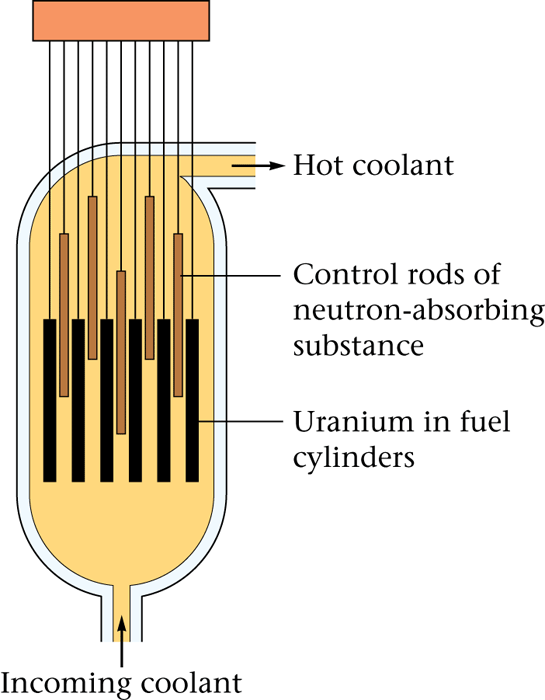 Hot coolant
Control rods of
neutron-absorbing
substance
Uranium in fuel
cylinders
Incoming coolant